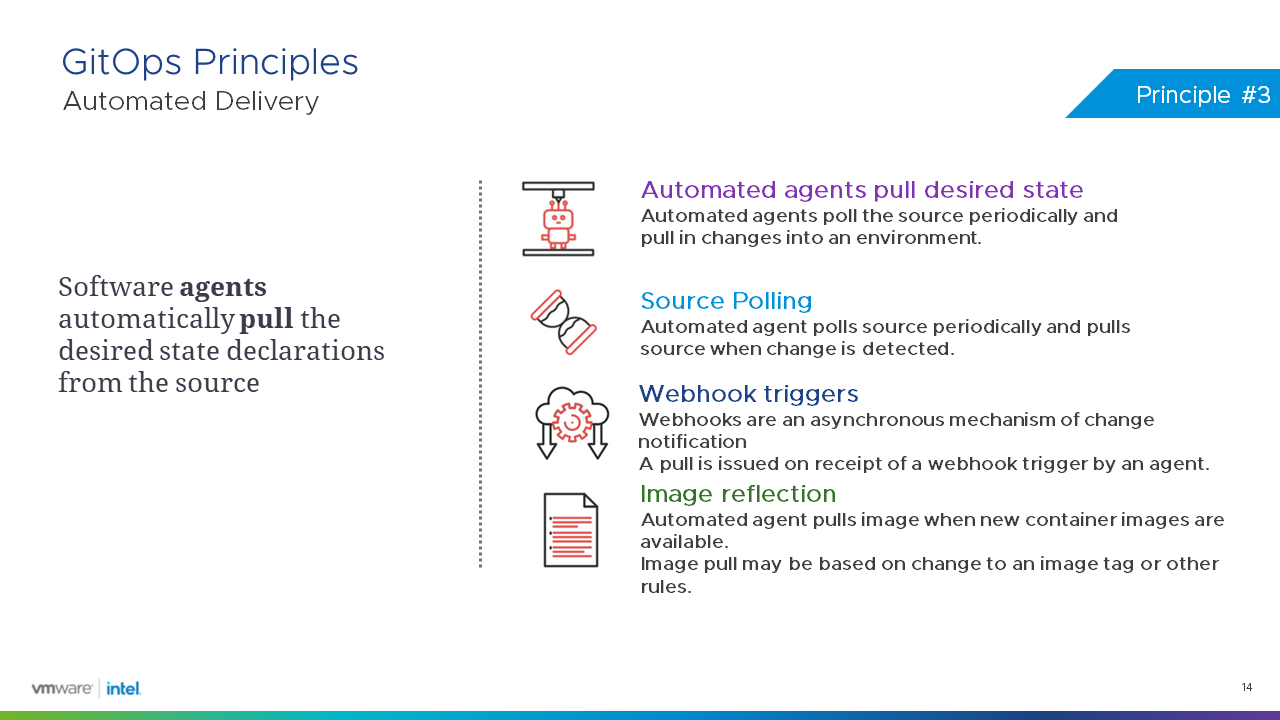 GitOps Principles
Automated Delivery
Principle #3
Software agents
automatically pull the
desired state declarations
from the source
Automated agents pull desired state
Automated agents poll the source periodically and
pull in changes into an environment.
Source Polling
Automated agent polls source periodically and pulls
source when change is detected.
Webhook triggers
Webhooks are an asynchronous mechanism of change
notification
A pull is issued on receipt of a webhook trigger by an agent.
Image reflection
Automated agent pulls image when new container images are
available.
Image pull may be based on change to an image tag or other
rules.
vmware intel.
14